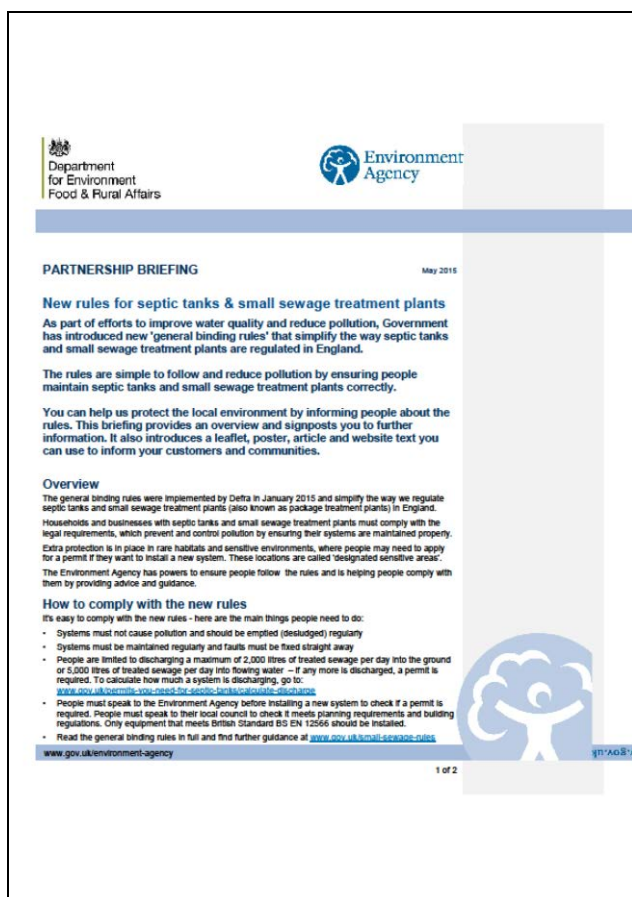 Department
for Environment
Food & Rural Affairs
Environment
Agency
PARTNERSHIP BRIEFING
May 2015
New rules for septic tanks & small sewage treatment plants
As part of efforts to improve water quality and reduce pollution, Government
has introduced new 'general binding rules' that simplify the way septic tanks
and small sewage treatment plants are regulated in England.
The rules are simple to follow and reduce pollution by ensuring people
maintain septic tanks and small sewage treatment plants correctly.
You can help us protect the local environment by informing people about the
rules. This briefing provides an overview and signposts you to further
information. It also introduces a leaflet, poster, article and website text you
can use to inform your customers and communities.
Overview
The general binding rules were implemented by Defra in January 2015 and simplify the way we regulate
septic tanks and small sewage treatment plants (also known as package treatment plants) in England.
Households and businesses with septic tanks and small sewage treatment plants must comply with the
legal requirements, which prevent and control pollution by ensuring their systems are maintained properly.
Extra protection is in place in rare habitats and sensitive environments, where people may need to apply
for a permit if they want to install a new system. These locations are called 'designated sensitive areas'.
The Environment Agency has powers to ensure people follow the rules and is helping people comply with
them by providing advice and guidance.
How to comply with the new rules
It's easy to comply with the new rules - here are the main things people need to do:
• Systems must not cause pollution and should be emptied (desludged) regularly
• Systems must be maintained regularly and faults must be fixed straight away
• People are limited to discharging a maximum of 2,000 litres of treated sewage per day into the ground
or 5,000 litres of treated sewage per day into flowing water – if any more is discharged, a permit is
required. To calculate how much a system is discharging, go to:
www.gov.uk/permits-you-need-for-septic-tanks/calculate-discharge
• People must speak to the Environment Agency before installing a new system to check if a permit is
required. People must speak to their local council to check it meets planning requirements and building
regulations. Only equipment that meets British Standard BS EN 12566 should be installed.
• Read the general binding rules in full and find further guidance at www.gov.uk/small-sewage-rules
www.gov.uk/environment-agency
1 of 2